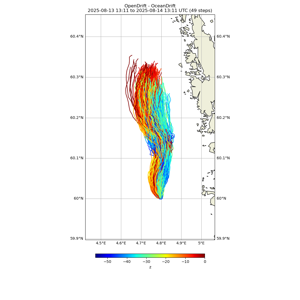 OpenDrift - OceanDrift
2025-08-13 13:11 to 2025-08-14 13:11 UTC (49 steps)
60.4°N 60.4°N
60.3°N 60.3°N
60.2°N 60.2°N
60.1°N 60.1°N
60°N 60°N
59.9°N 59.9°N
4.5°E 4.6°E 4.7°E 4.8°E 4.9°E 5°E
−50 −40 −30 −20 −10 0
z